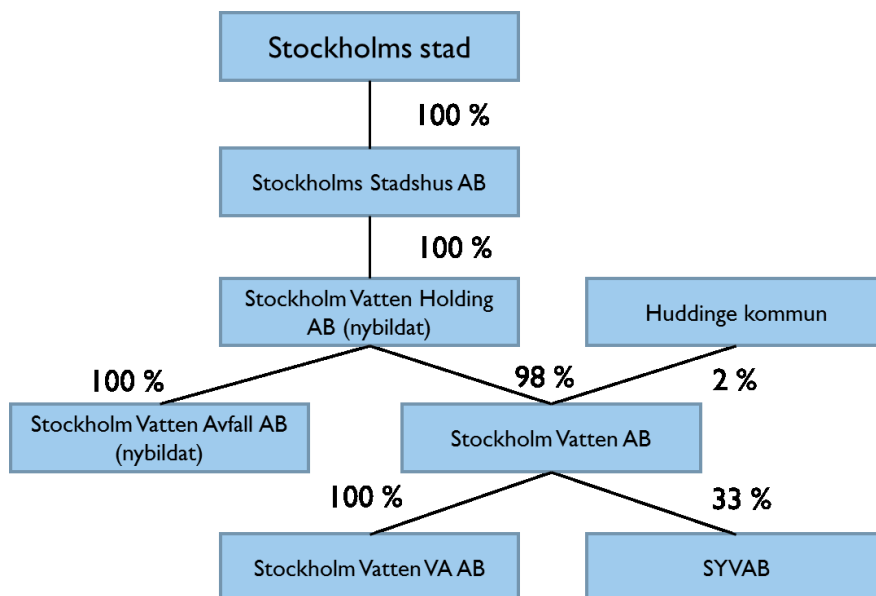 Stockholms stad
100 %
Stockholms Stadshus AB
100 %
Stockholm Vatten Holding
AB (nybildat)
Huddinge kommun
100 %
98 %
2 %
Stockholm Vatten Avfall AB
(nybildat)
Stockholm Vatten AB
100 %
33 %
Stockholm Vatten VA AB
SYVAB